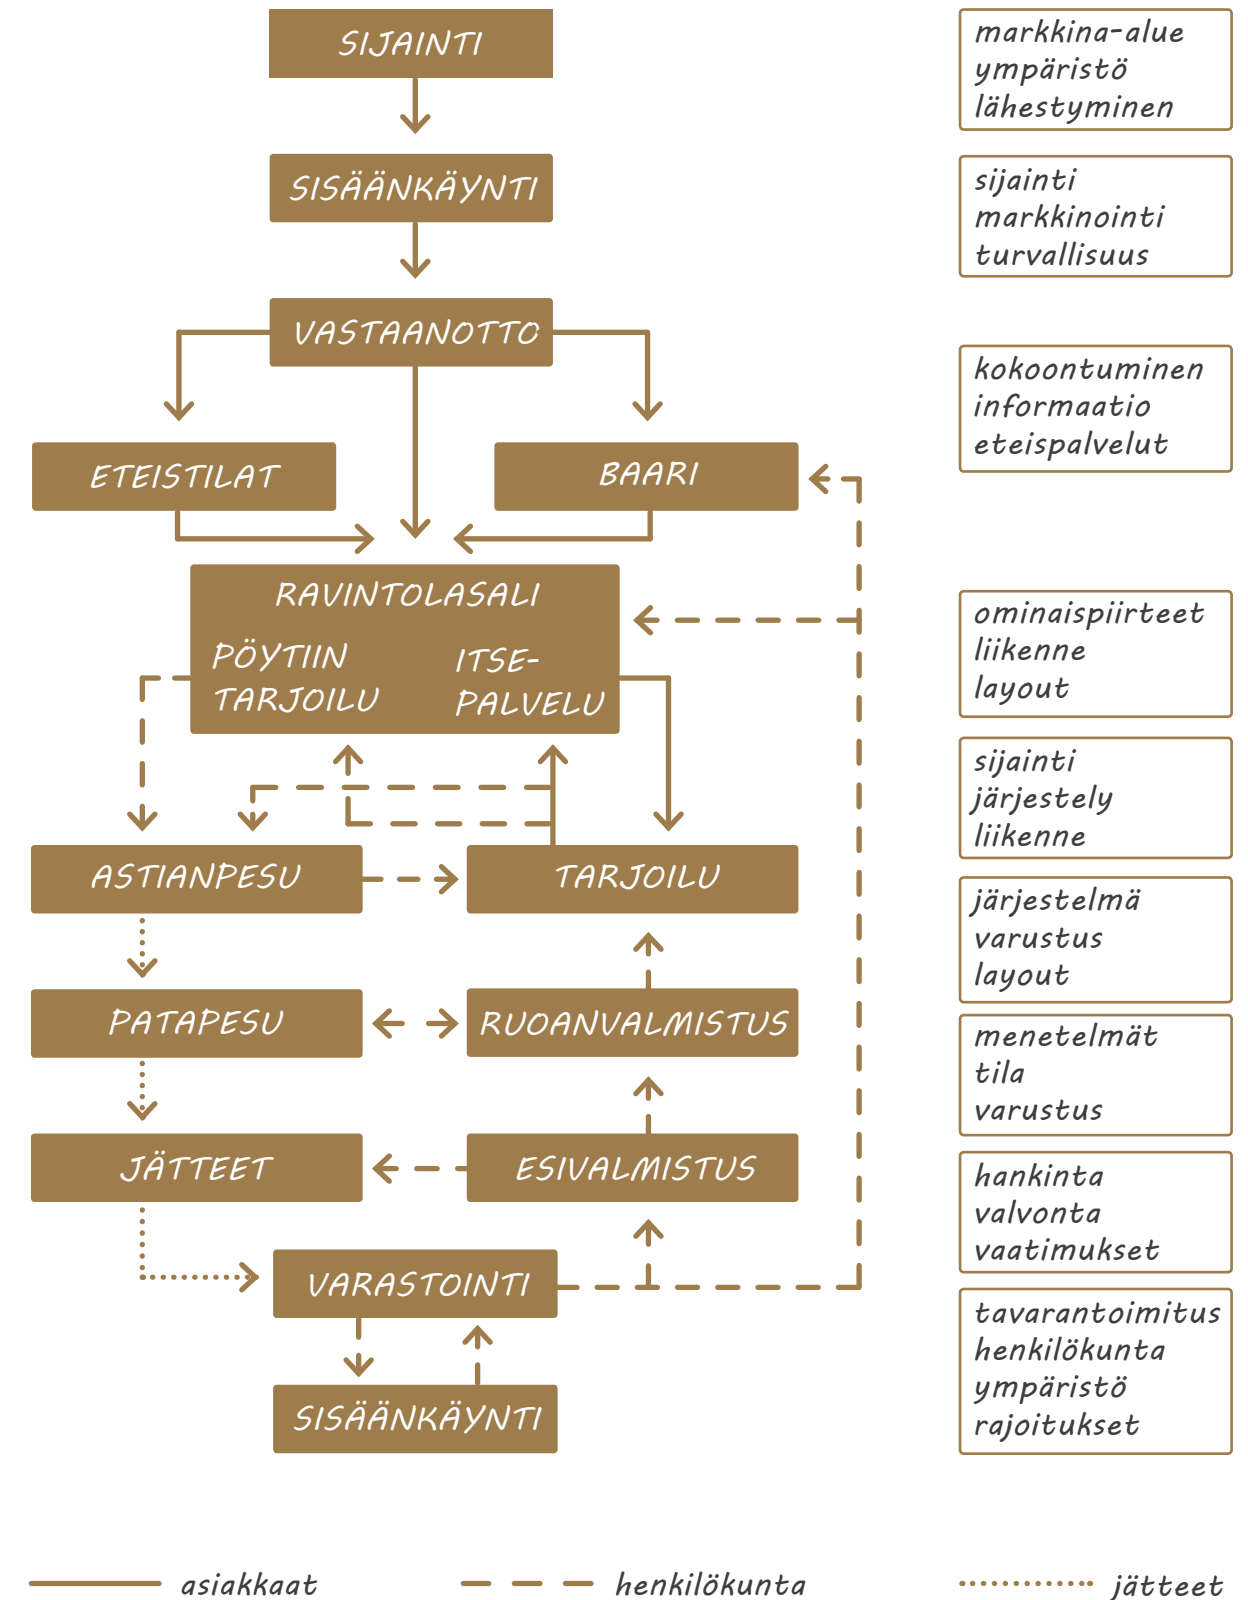 SIJAINTI
SISÄÄNKÄYNTI
VASTAANOTTO
ETEISTILAT
BAARI
RAVINTOLASALI
PÖYTIIN
TARJOILU
ITSE-
PALVELU
ASTIANPESU
TARJOILU
PATAPESU
RUOANVALMISTUS
JÄTTEET
ESIVALMISTUS
VARASTOINTI
SISÄÄNKÄYNTI
markkina-alue
ympäristö
lähestyminen
sijainti
markkinointi
turvallisuus
kokoontuminen
informaatio
eteispalvelut
ominaispiirteet
liikenne
layout
sijainti
järjestely
liikenne
järjestelmä
varustus
layout
menetelmät
tila
varustus
hankinta
valvonta
vaatimukset
tavarantoimitus
henkilökunta
ympäristö
rajoitukset
asiakkaat
henkilökunta
jätteet